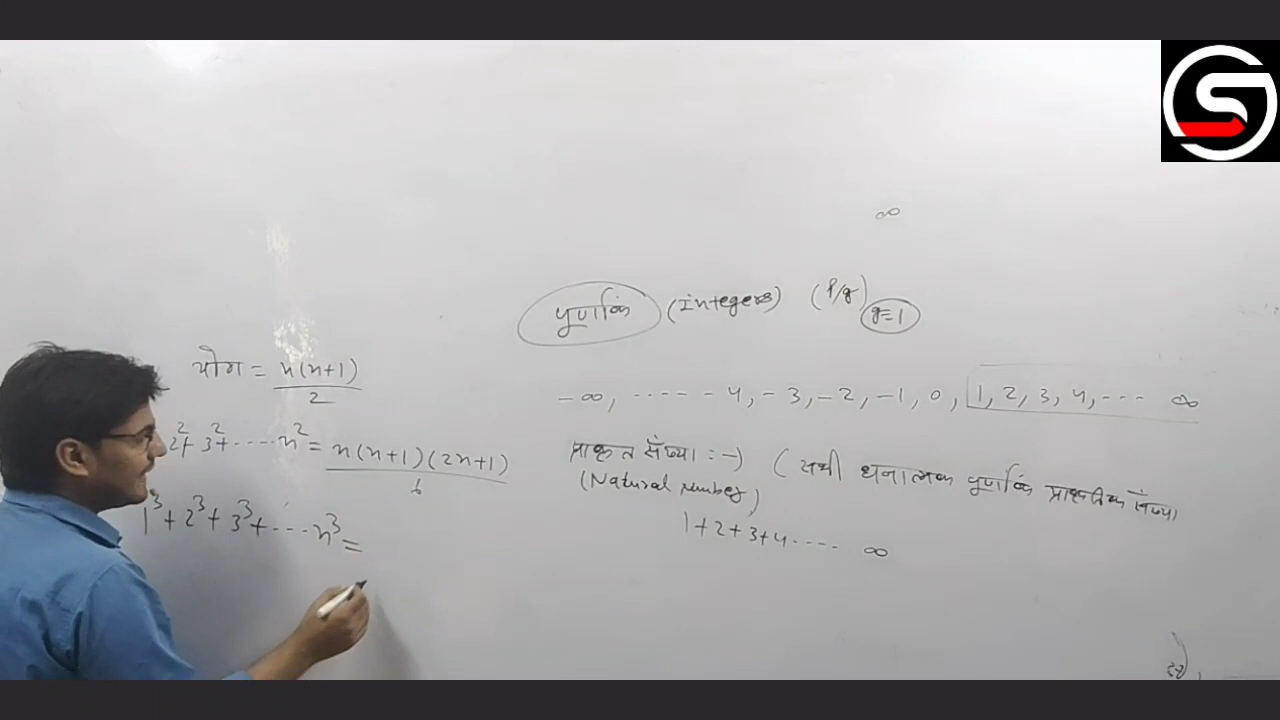 ∞
पूर्णांक (Integers) (p/q) q=1
योग = n(n+1)/2
-∞, ..... -4, -3, -2, -1, 0, 1, 2, 3, 4, ... ∞
2² + 3² + ..... n² = n(n+1)(2n+1)/6
प्राकृत संख्या :-) (सभी धनात्मक पूर्णांक प्राकृतिक संख्या
(Natural number)
1³ + 2³ + 3³ + .... n³ =
1+2+3+4..... ∞